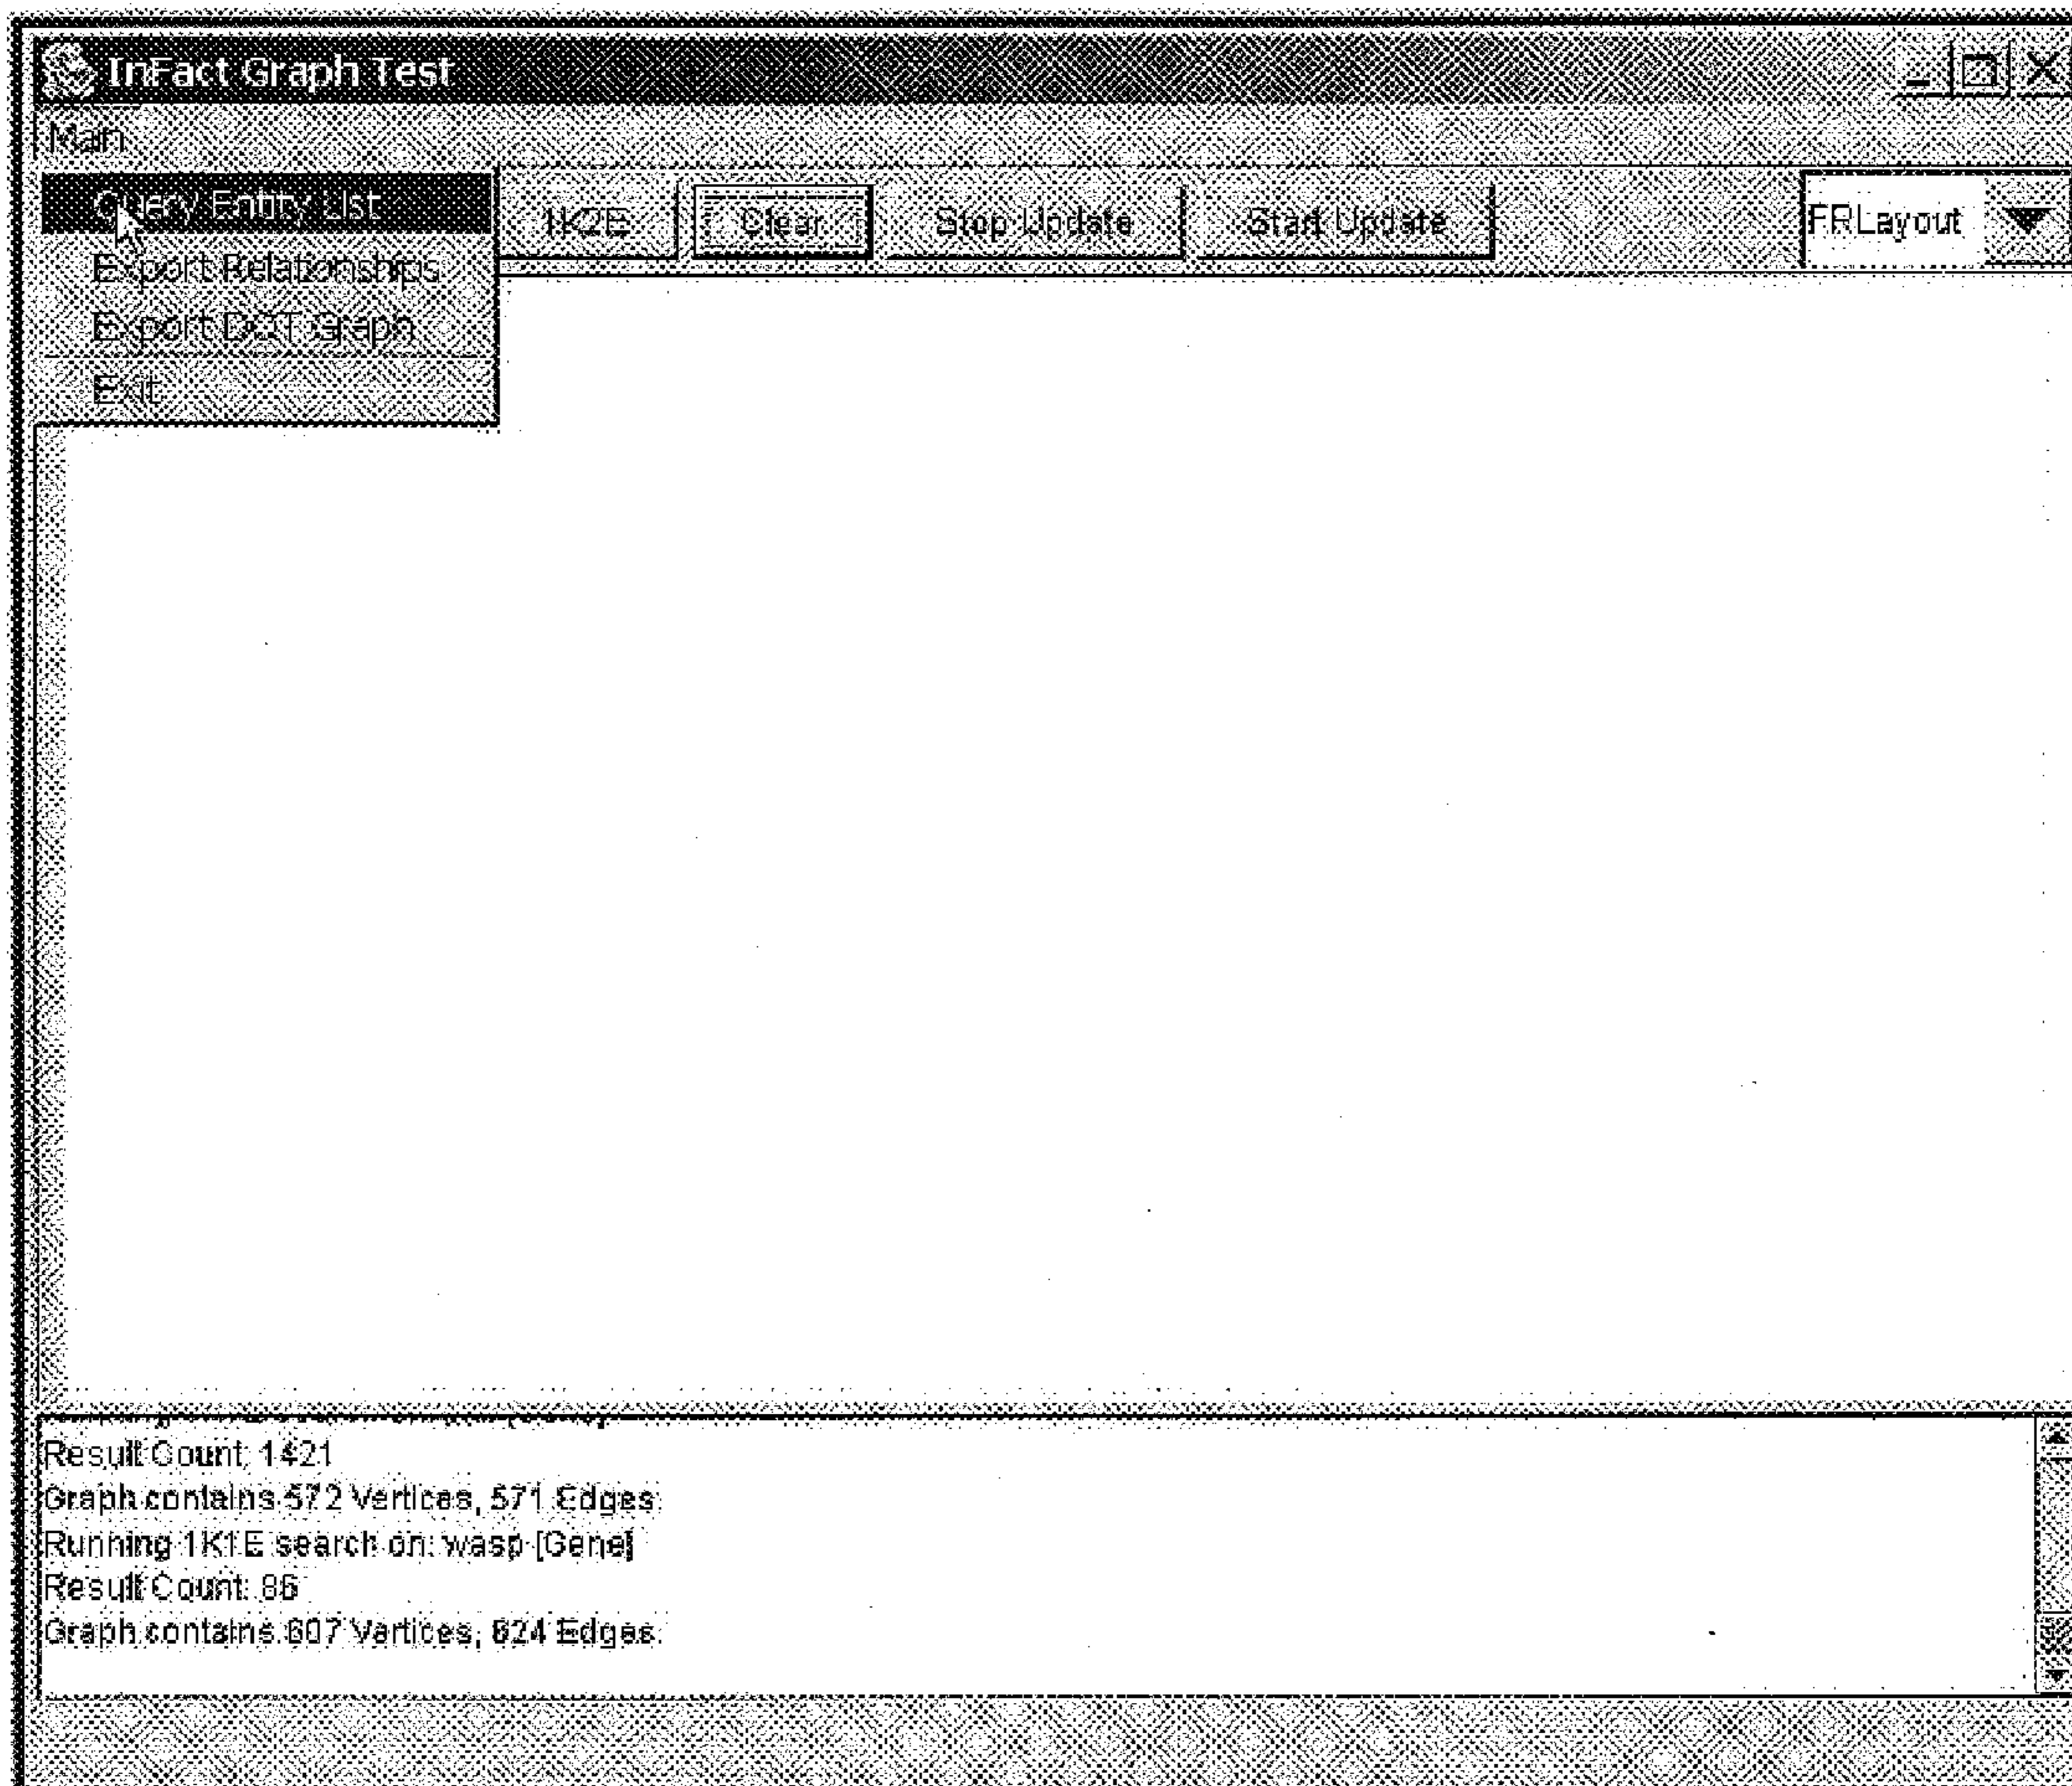 InFact Graph Test
Main
Query Entity List
Export Relationships
Export DOT Graph
Exit
1K2E
Clear
Stop Update
Start Update
FRLayout
Result Count: 1421
Graph contains 572 Vertices, 571 Edges.
Running 1K1E search on: wasp [Gene]
Result Count: 86
Graph contains 607 Vertices, 624 Edges.